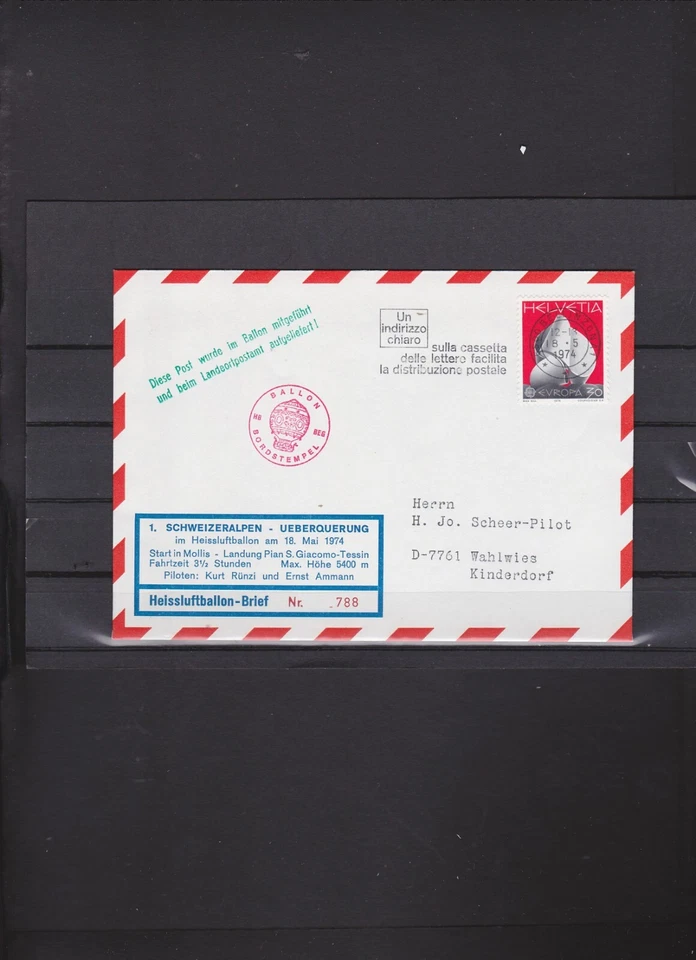 Diese Post wurde im Ballon mitgeführt
und beim Landeortpostamt aufgeliefert!
BALLON
HB BEG
BORDSTEMPEL
Un
indirizzo
chiaro
sulla cassetta
delle lettere facilita
la distribuzione postale
HELVETIA
18.5
1974
EUROPA 30
Herrn
H. Jo. Scheer-Pilot
D-7761 Wahlwies
Kinderdorf
1. SCHWEIZERALPEN - UEBERQUERUNG
im Heissluftballon am 18. Mai 1974
Start in Mollis - Landung Pian S. Giacomo-Tessin
Fahrtzeit 3½ Stunden Max. Höhe 5400 m
Piloten: Kurt Rünzi und Ernst Ammann
Heissluftballon-Brief Nr. 788